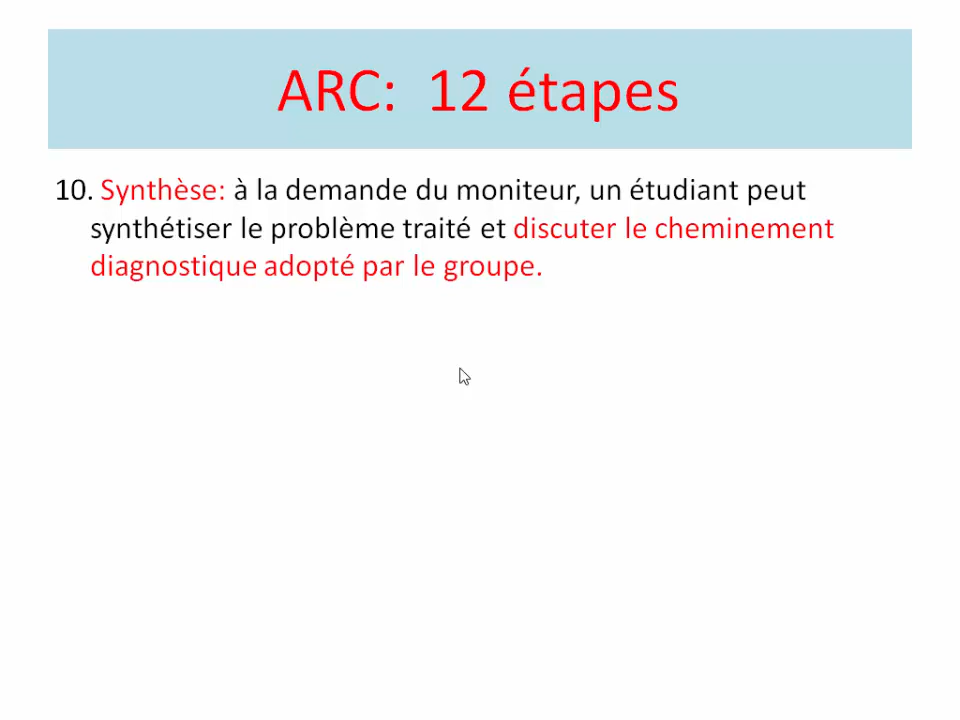 ARC:  12 étapes
10. Synthèse: à la demande du moniteur, un étudiant peut
synthétiser le problème traité et discuter le cheminement
diagnostique adopté par le groupe.